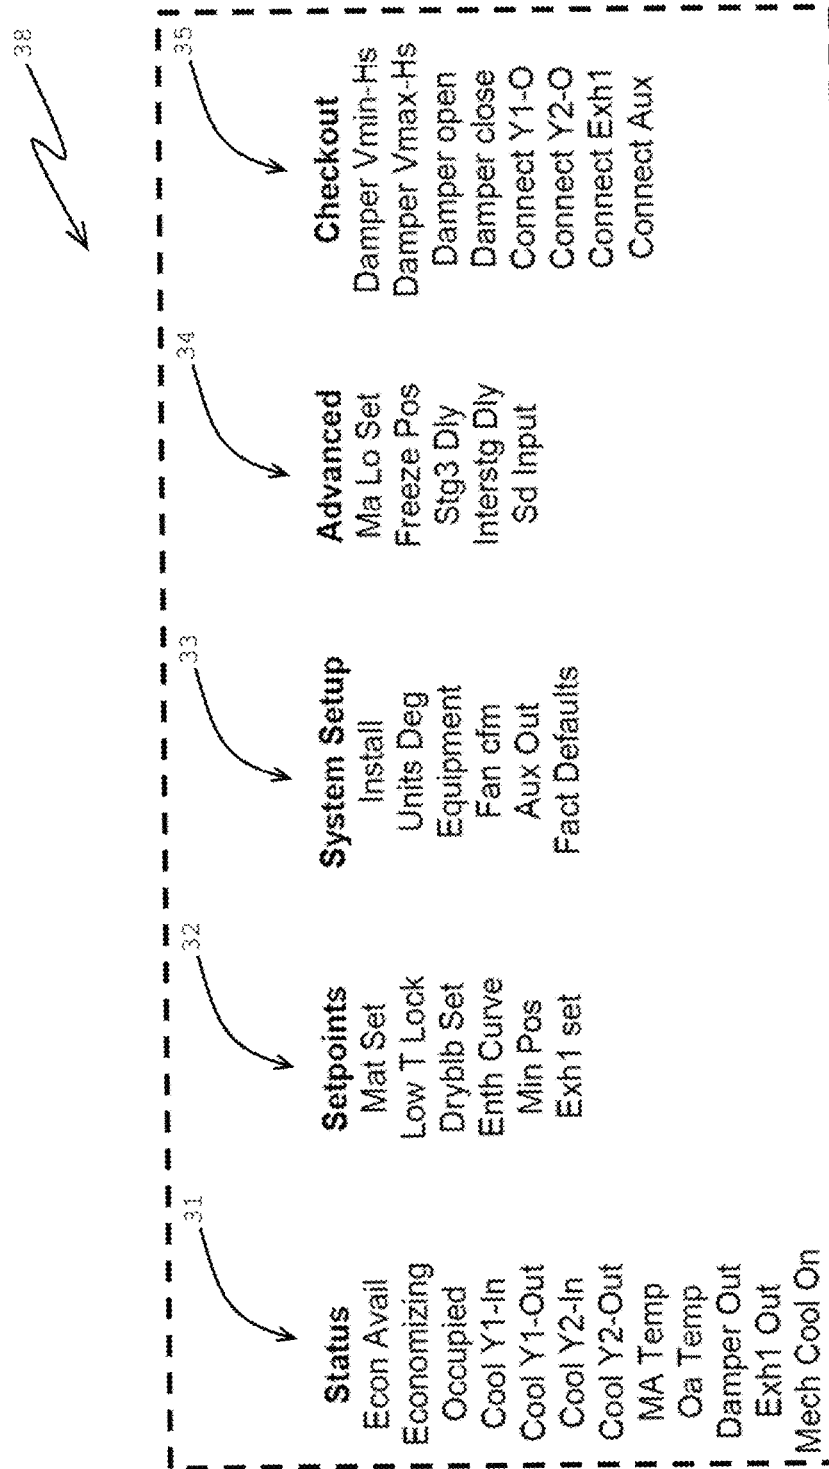 38
31
Status
Econ Avail
Economizing
Occupied
Cool Y1-In
Cool Y1-Out
Cool Y2-In
Cool Y2-Out
MA Temp
Oa Temp
Damper Out
Exh1 Out
Mech Cool On
32
Setpoints
Mat Set
Low T Lock
Dryblb Set
Enth Curve
Min Pos
Exh1 set
33
System Setup
Install
Units Deg
Equipment
Fan cfm
Aux Out
Fact Defaults
34
Advanced
Ma Lo Set
Freeze Pos
Stg3 Dly
Interstg Dly
Sd Input
35
Checkout
Damper Vmin-Hs
Damper Vmax-Hs
Damper open
Damper close
Connect Y1-O
Connect Y2-O
Connect Exh1
Connect Aux